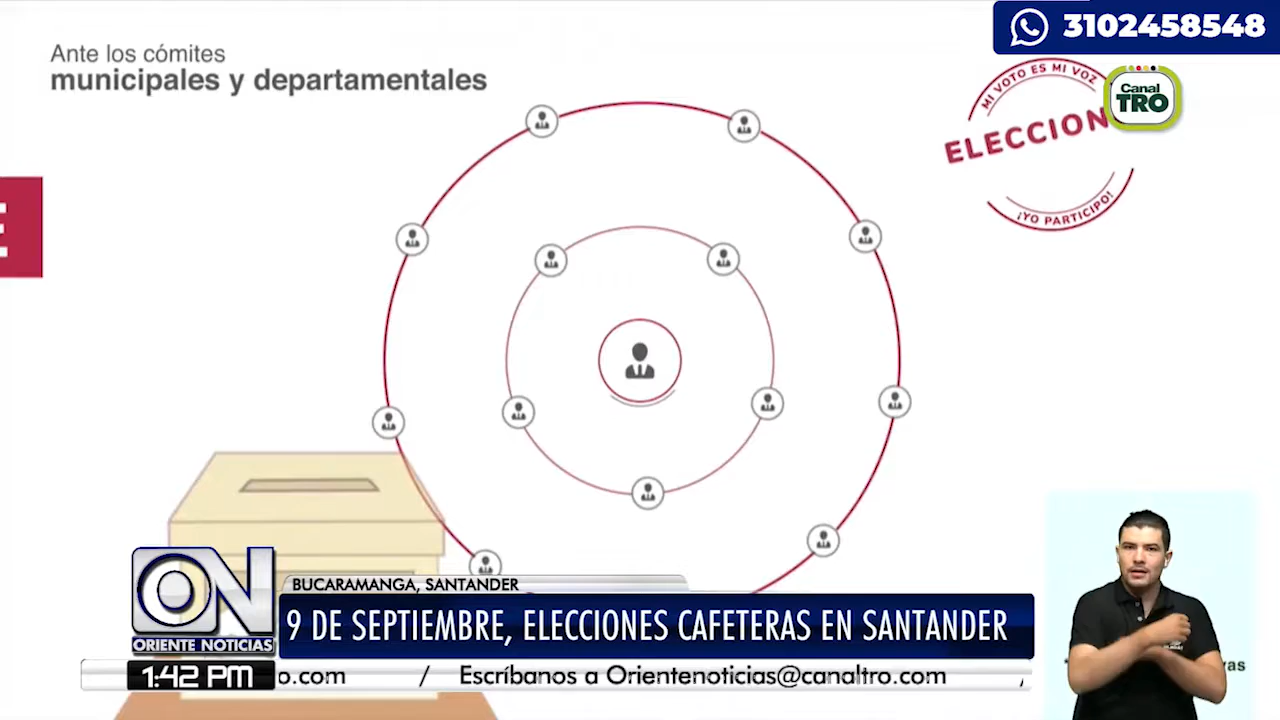 3102458548
Ante los cómites
municipales y departamentales
MI VOTO ES MI VOZ
Canal
TRO
ELECCION
¡YO PARTICIPO!
E
ON
ORIENTE NOTICIAS
BUCARAMANGA, SANTANDER
9 DE SEPTIEMBRE, ELECCIONES CAFETERAS EN SANTANDER
1:42 PM
o.com / Escríbanos a Orientenoticias@canaltro.com /
vas